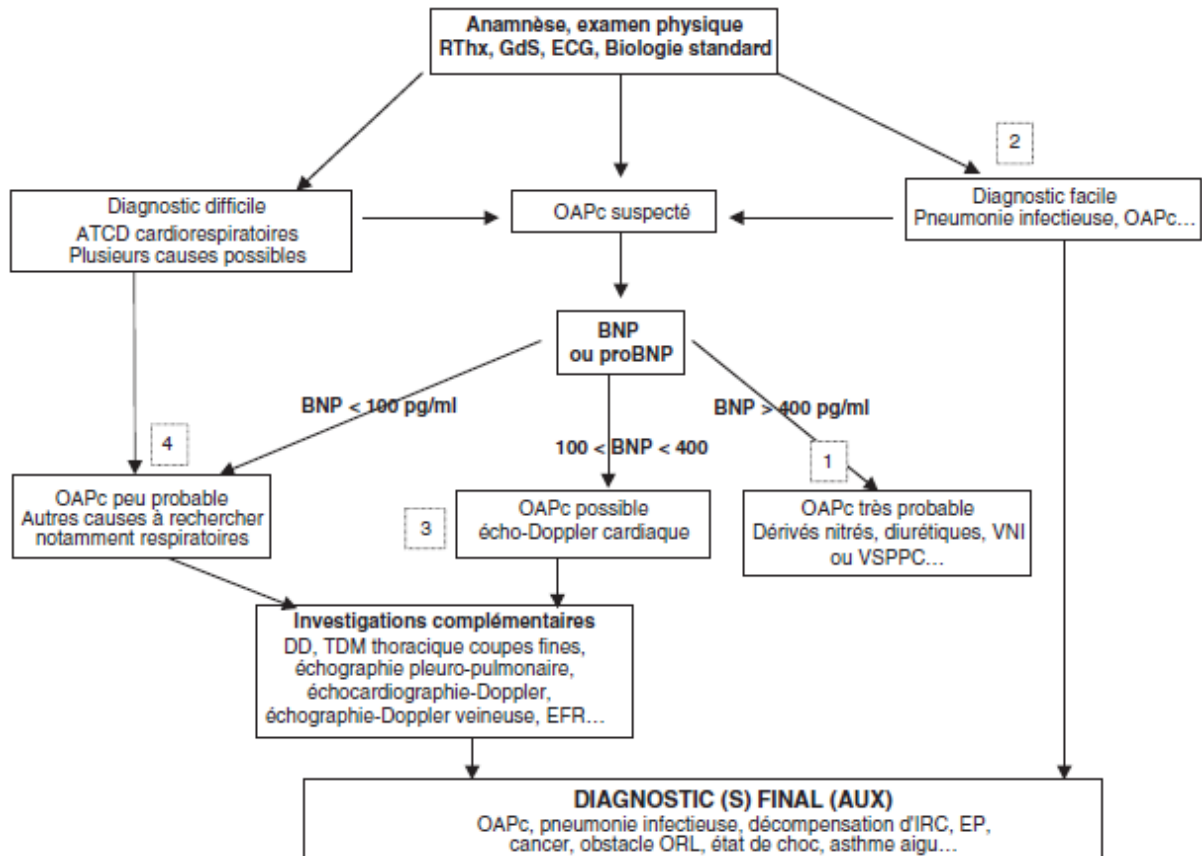 Anamnèse, examen physique
RThx, GdS, ECG, Biologie standard
2
Diagnostic difficile
ATCD cardiorespiratoires
Plusieurs causes possibles
OAPc suspecté
Diagnostic facile
Pneumonie infectieuse, OAPc...
BNP
ou proBNP
BNP < 100 pg/ml
BNP > 400 pg/ml
100 < BNP < 400
4
1
3
OAPc peu probable
Autres causes à rechercher
notamment respiratoires
OAPc possible
écho-Doppler cardiaque
OAPc très probable
Dérivés nitrés, diurétiques, VNI
ou VSPPC...
Investigations complémentaires
DD, TDM thoracique coupes fines,
échographie pleuro-pulmonaire,
échocardiographie-Doppler,
échographie-Doppler veineuse, EFR...
DIAGNOSTIC (S) FINAL (AUX)
OAPc, pneumonie infectieuse, décompensation d'IRC, EP,
cancer, obstacle ORL, état de choc, asthme aigu...